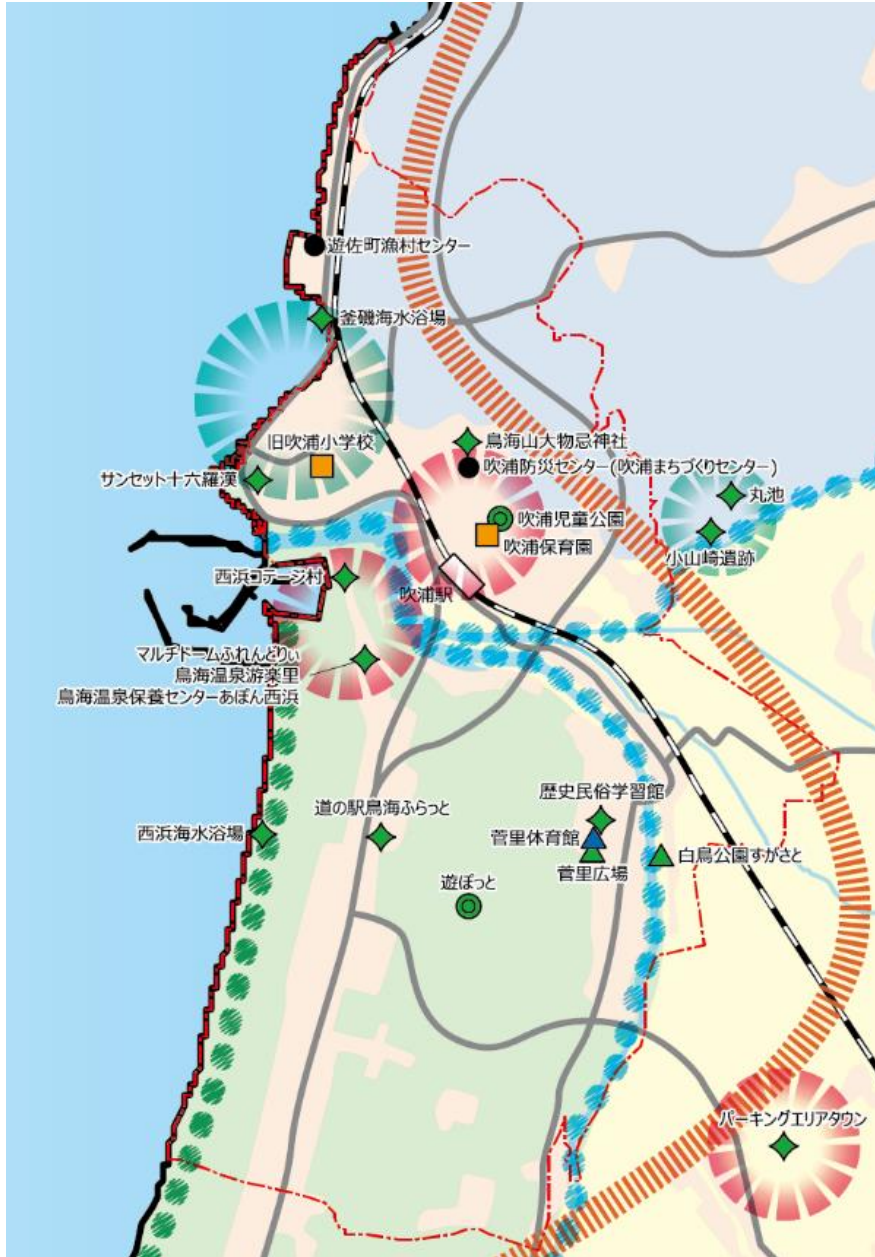 遊佐町漁村センター
釜磯海水浴場
旧吹浦小学校
鳥海山大物忌神社
吹浦防災センター(吹浦まちづくりセンター)
サンセット十六羅漢
丸池
吹浦児童公園
小山崎遺跡
吹浦保育園
西浜コテージ村
吹浦駅
マルチドームふれんどりぃ
鳥海温泉游楽里
鳥海温泉保養センターあぽん西浜
歴史民俗学習館
道の駅鳥海ふらっと
西浜海水浴場
菅里体育館
白鳥公園すがさと
菅里広場
遊ぽっと
パーキングエリアタウン